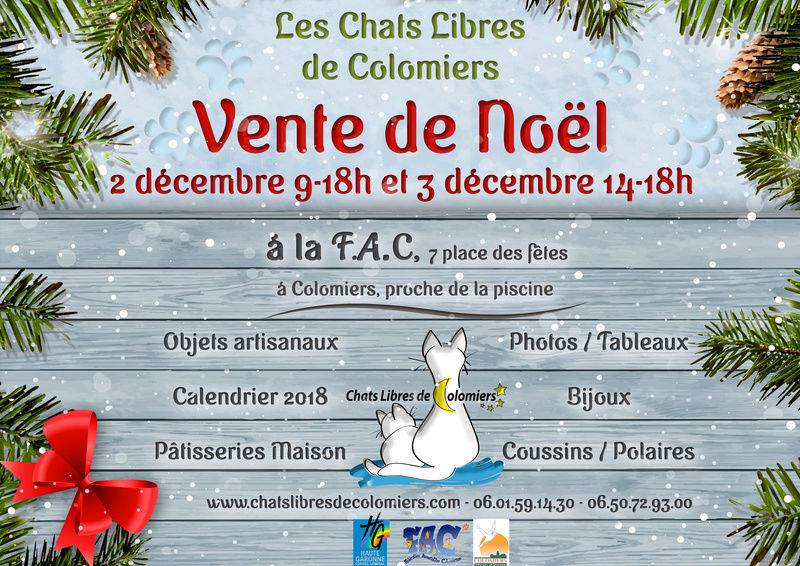 Les Chats Libres
de Colomiers
Vente de Noël
2 décembre 9-18h et 3 décembre 14-18h
á la F.A.C, 7 place des fêtes
á Colomiers, proche de la piscine
Objets artisanaux
Photos / Tableaux
Calendrier 2018
Chats Libres de Colomiers
Bijoux
Pâtisseries Maison
Coussins / Polaires
www.chatslibresdecolomiers.com - 06.01.59.14.30 - 06.50.72.93.00
HG
FAC
HAUTE
GARONNE
COLOMIERS